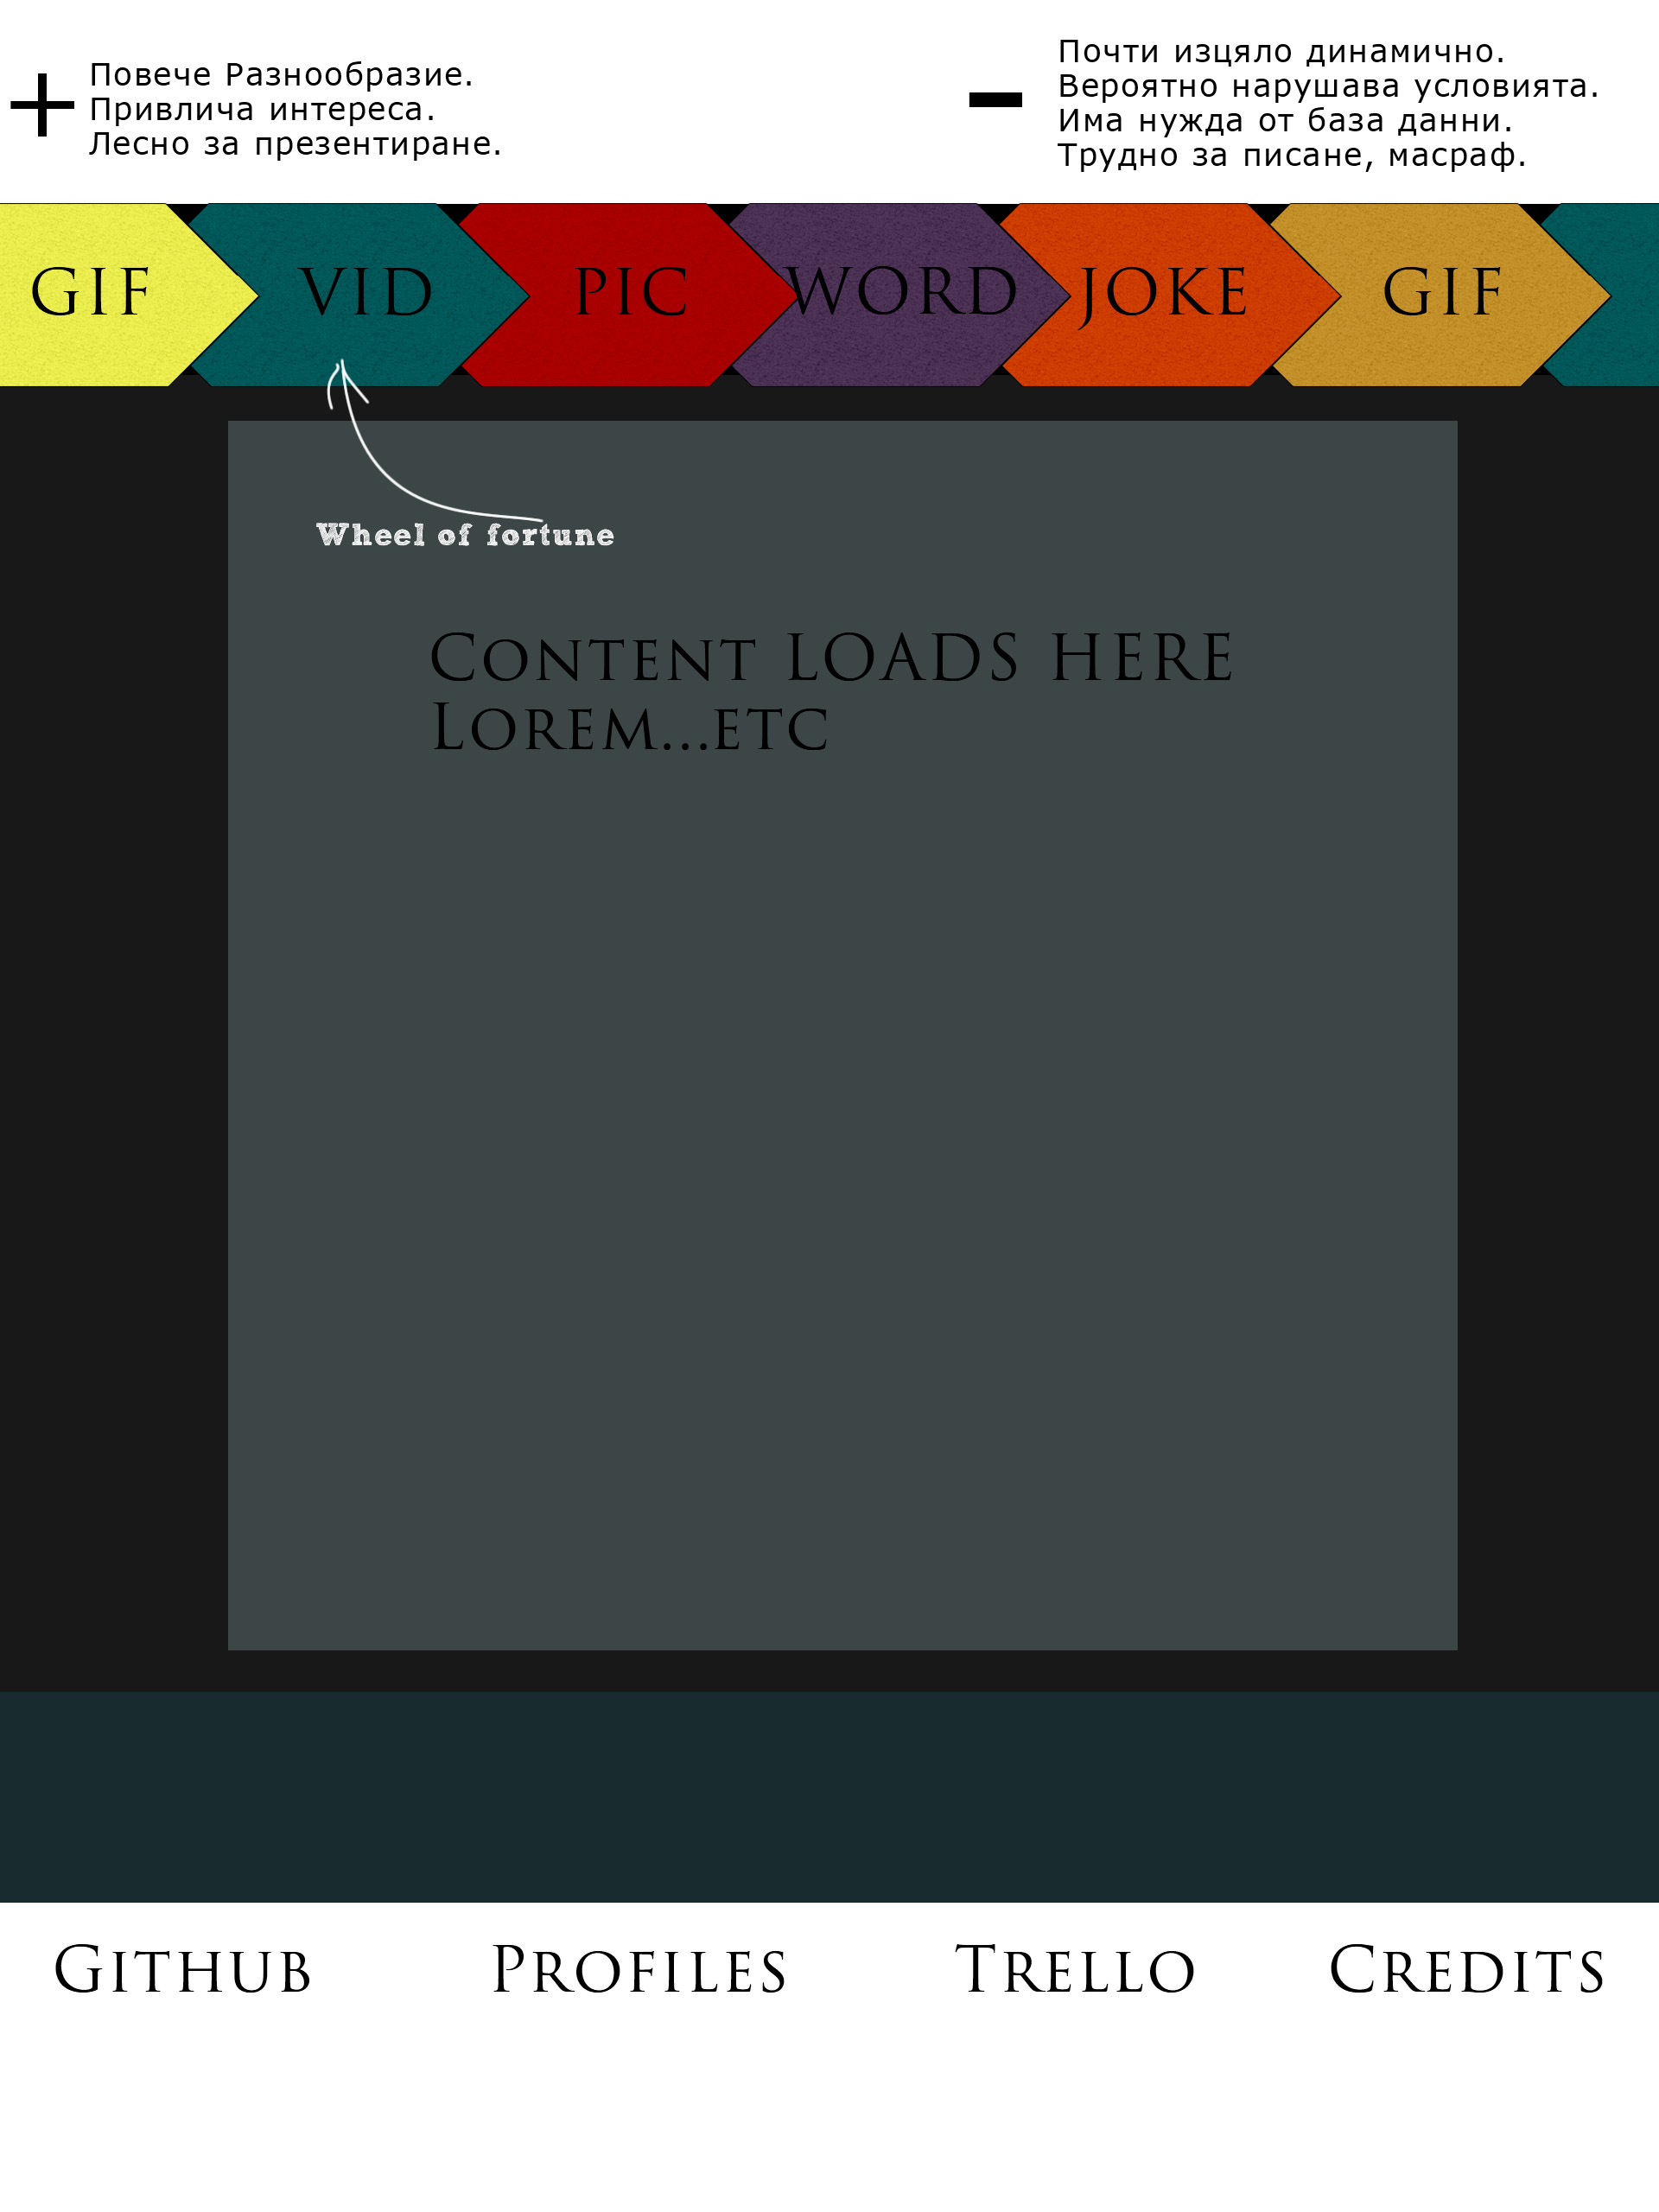 +
Повече Разнообразие.
Привлича интереса.
Лесно за презентиране.
-
Почти изцяло динамично.
Вероятно нарушава условията.
Има нужда от база данни.
Трудно за писане, масраф.
GIF VID PIC WORD JOKE GIF
Wheel of fortune
Content LOADS HERE
Lorem...etc
Github Profiles Trello Credits